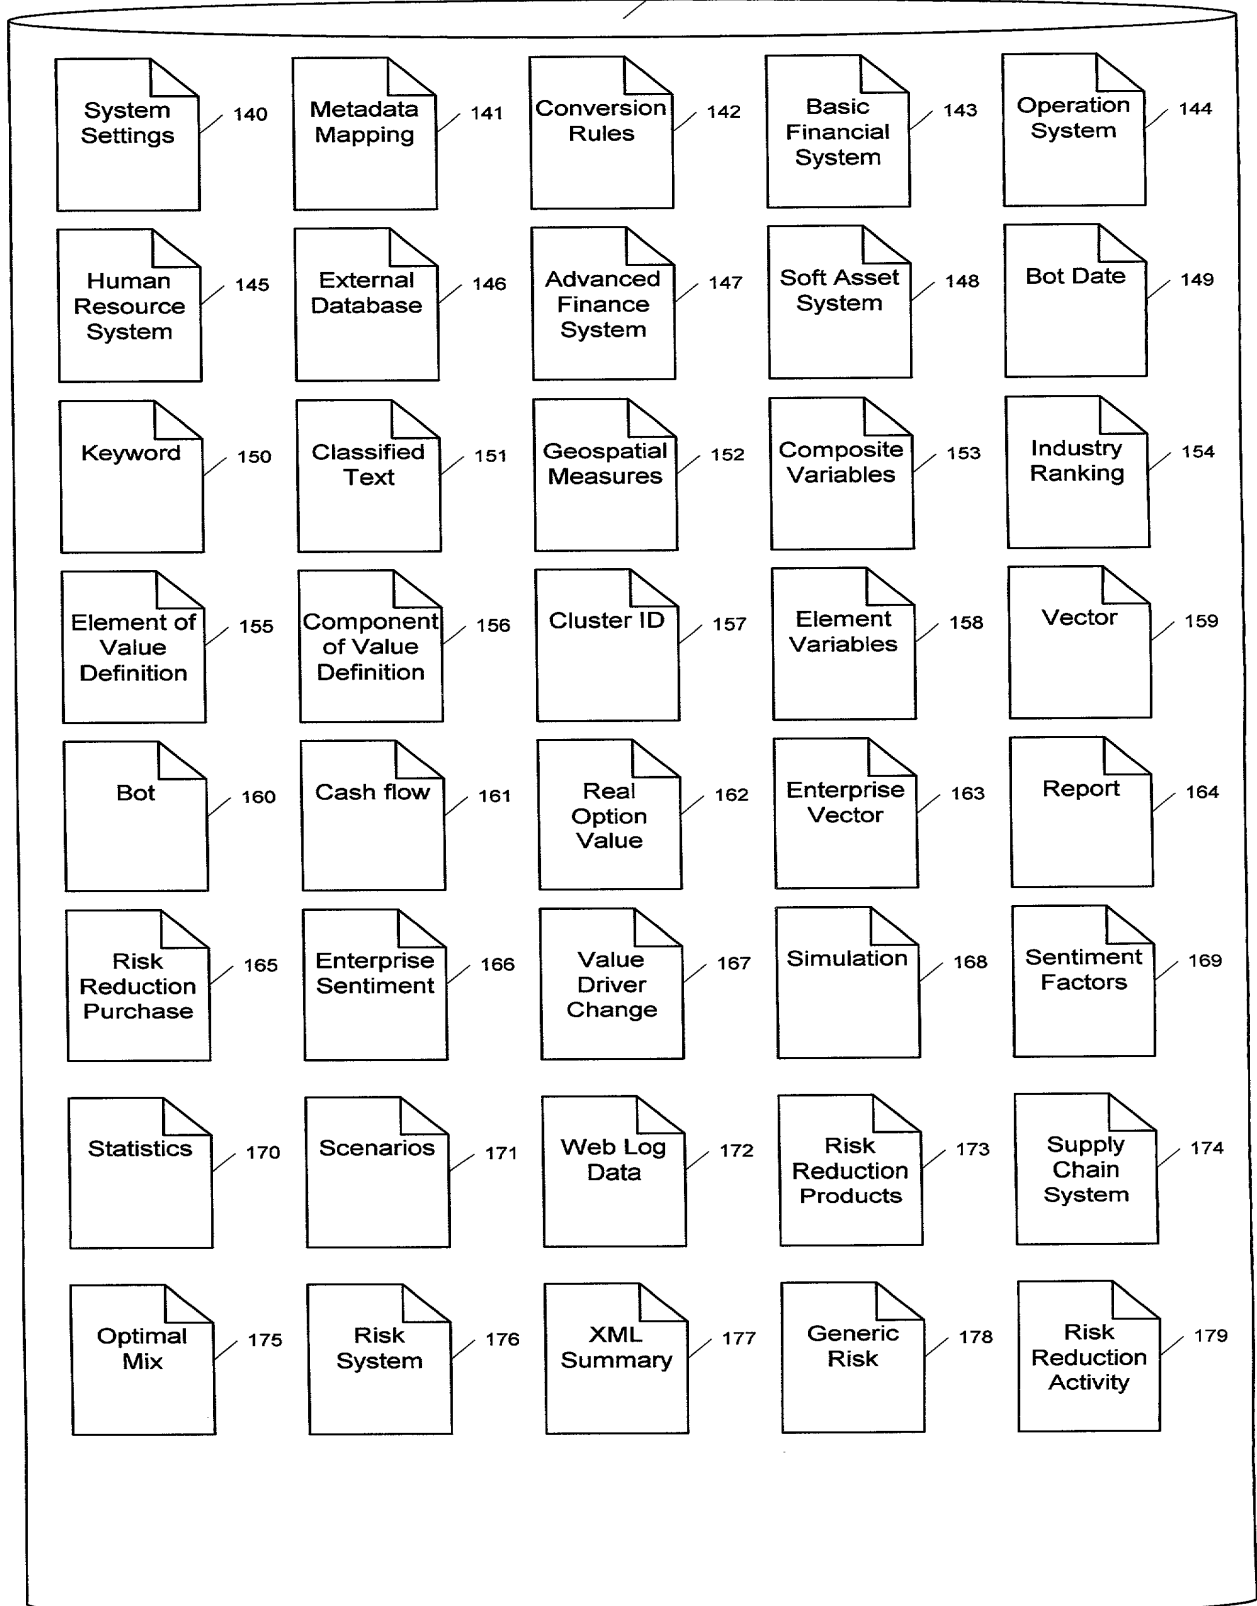 System
Settings
140
Metadada
Mapping
141
Conversion
Rules
142
Basic
Financial
System
143
Operation
System
144
Human
Resource
System
145
External
Database
146
Advanced
Finance
System
147
Soft Asset
System
148
Bot Date
149
Keyword
150
Classified
Text
151
Geospatial
Measures
152
Composite
Variables
153
Industry
Ranking
154
Element of
Value
Definition
155
Component
of Value
Definition
156
Cluster ID
157
Element
Variables
158
Vector
159
Bot
160
Cash flow
161
Real
Option
Value
162
Enterprise
Vector
163
Report
164
Risk
Reduction
Purchase
165
Enterprise
Sentiment
166
Value
Driver
Change
167
Simulation
168
Sentiment
Factors
169
Statistics
170
Scenarios
171
Web Log
Data
172
Risk
Reduction
Products
173
Supply
Chain
System
174
Optimal
Mix
175
Risk
System
176
XML
Summary
177
Generic
Risk
178
Risk
Reduction
Activity
179